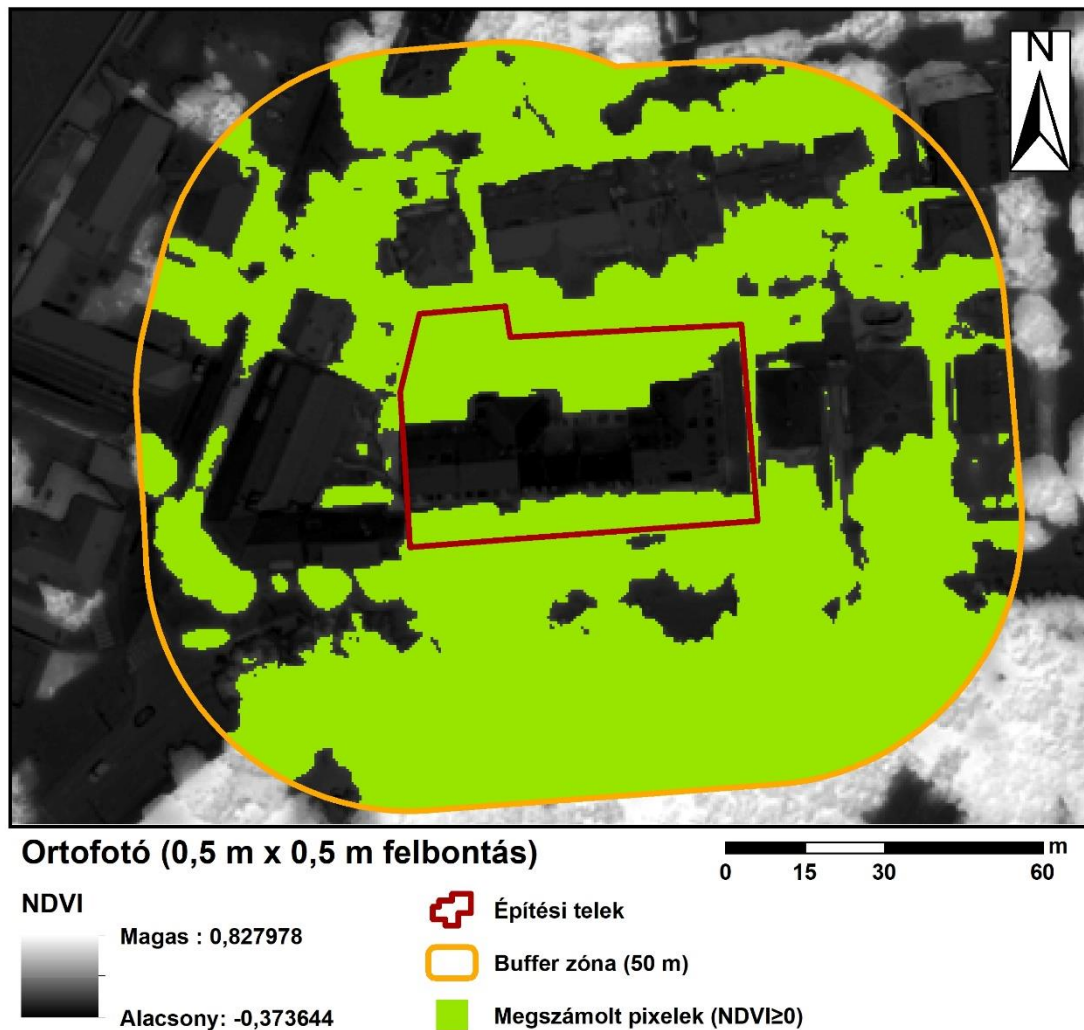 N
Ortofotó (0,5 m x 0,5 m felbontás)
m
0 15 30 60
NDVI
Magas : 0,827978
Alacsony: -0,373644
Építési telek
Buffer zóna (50 m)
Megszámolt pixelek (NDVI≥0)